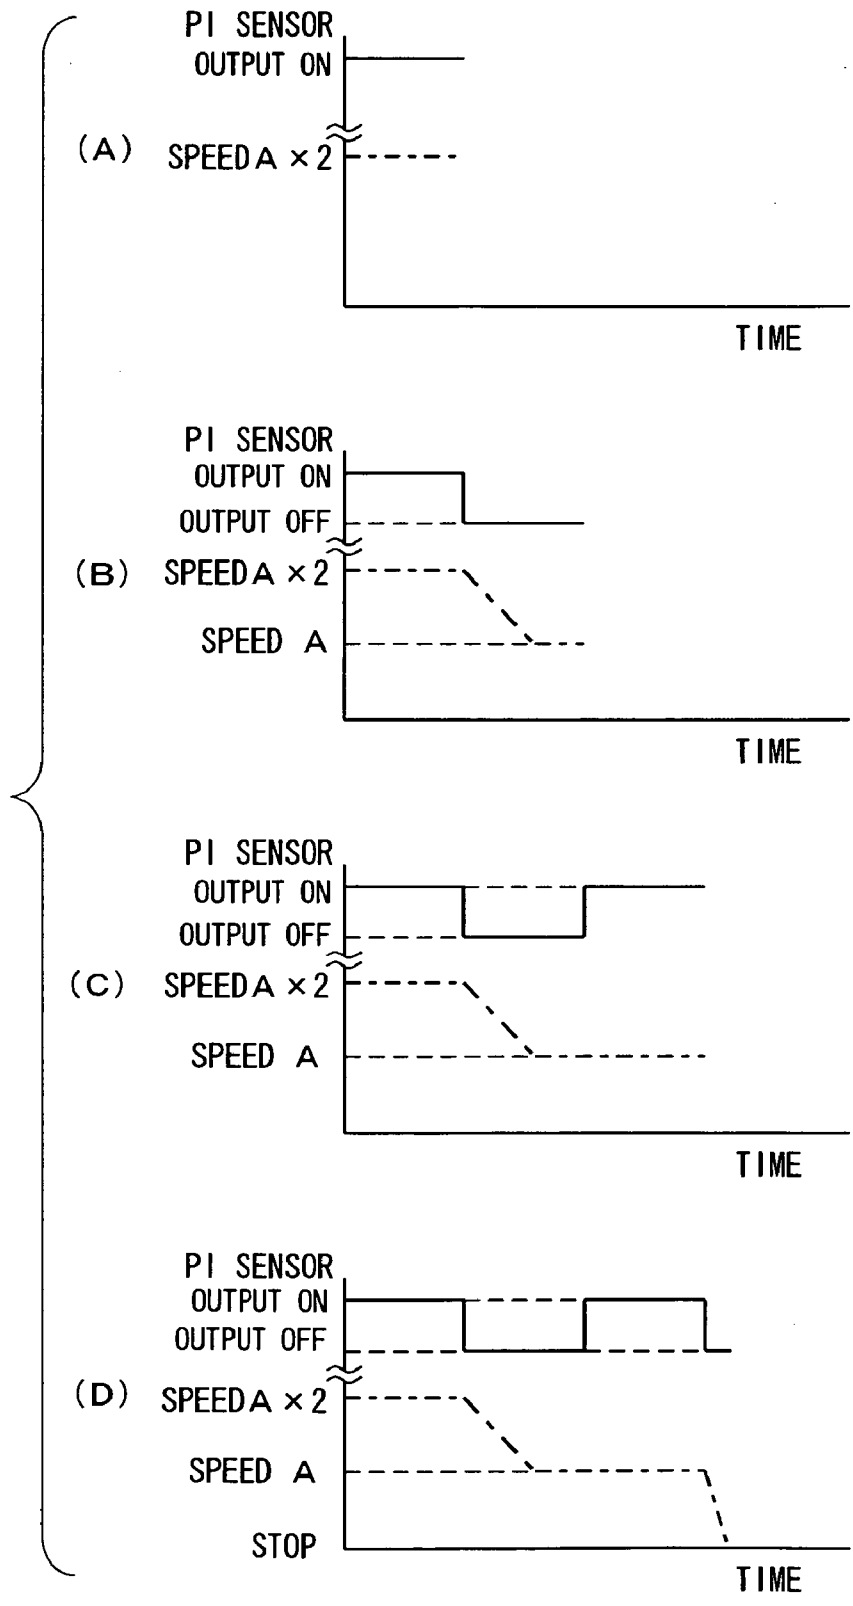 PI SENSOR
OUTPUT ON
(A) SPEED A × 2
TIME
PI SENSOR
OUTPUT ON
OUTPUT OFF
(B) SPEED A × 2
SPEED A
TIME
PI SENSOR
OUTPUT ON
OUTPUT OFF
(C) SPEED A × 2
SPEED A
TIME
PI SENSOR
OUTPUT ON
OUTPUT OFF
(D) SPEED A × 2
SPEED A
STOP
TIME